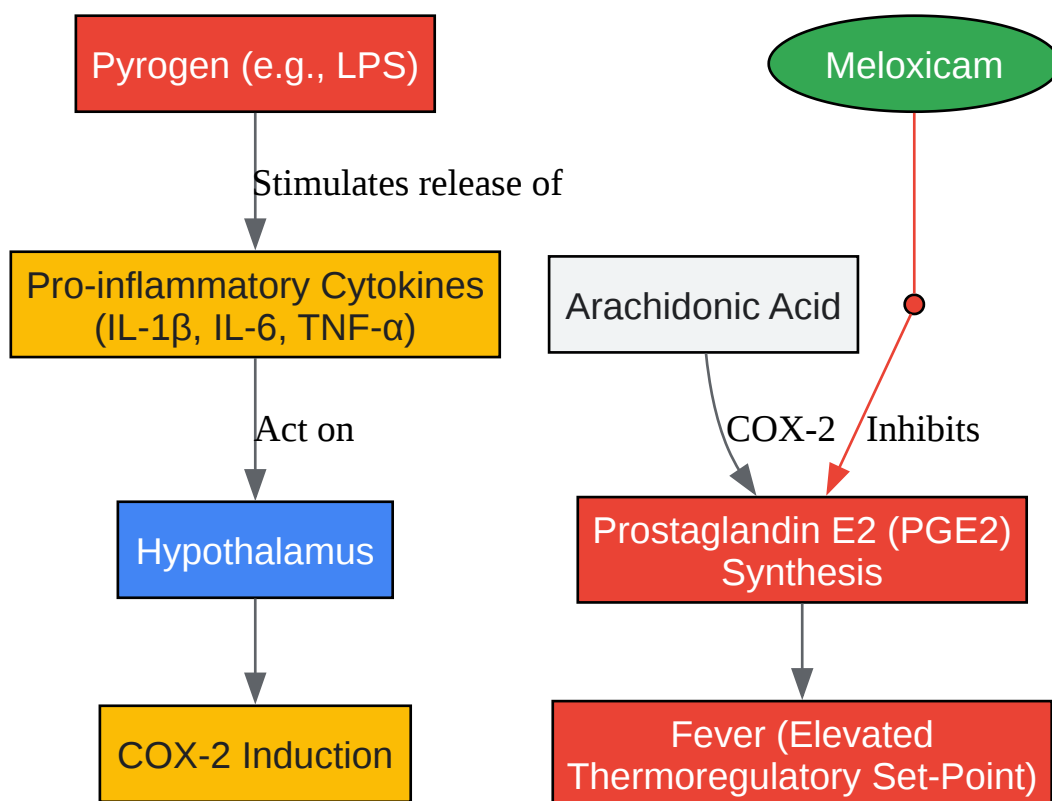 Pyrogen (e.g., LPS)
Meloxicam
Stimulates release of
Pro-inflammatory Cytokines
(IL-1β, IL-6, TNF-α)
Arachidonic Acid
Act on
COX-2
Inhibits
Hypothalamus
Prostaglandin E2 (PGE2)
Synthesis
COX-2 Induction
Fever (Elevated
Thermoregulatory Set-Point)